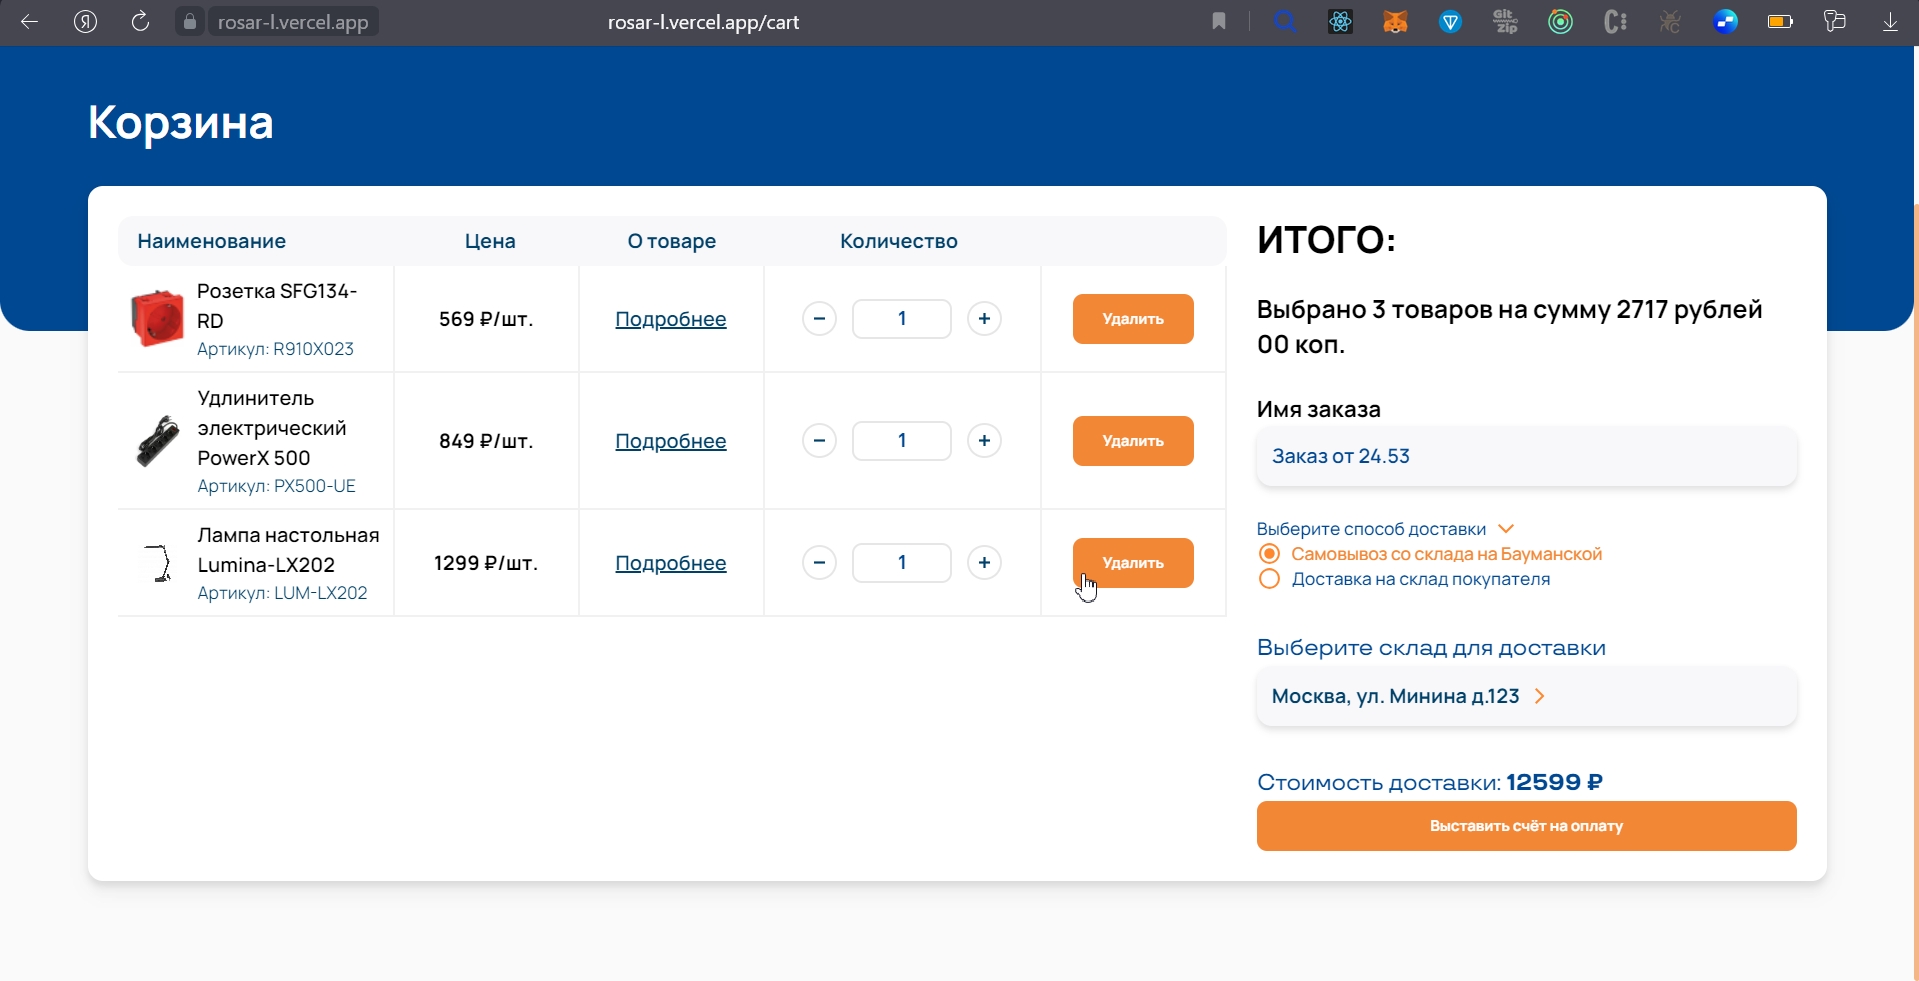 rosar-l.vercel.app
rosar-l.vercel.app/cart
Git
Zip
Корзина
Наименование
Цена
О товаре
Количество
Розетка SFG134-
RD
Артикул: R910X023
569 ₽/шт.
Подробнее
1
Удалить
Удлинитель
электрический
PowerX 500
Артикул: PX500-UE
849 ₽/шт.
Подробнее
1
Удалить
Лампа настольная
Lumina-LX202
Артикул: LUM-LX202
1299 ₽/шт.
Подробнее
1
Удалить
ИТОГО:
Выбрано 3 товаров на сумму 2717 рублей
00 коп.
Имя заказа
Заказ от 24.53
Выберите способ доставки
Самовывоз со склада на Бауманской
Доставка на склад покупателя
Выберите склад для доставки
Москва, ул. Минина д.123
Стоимость доставки: 12599 ₽
Выставить счёт на оплату